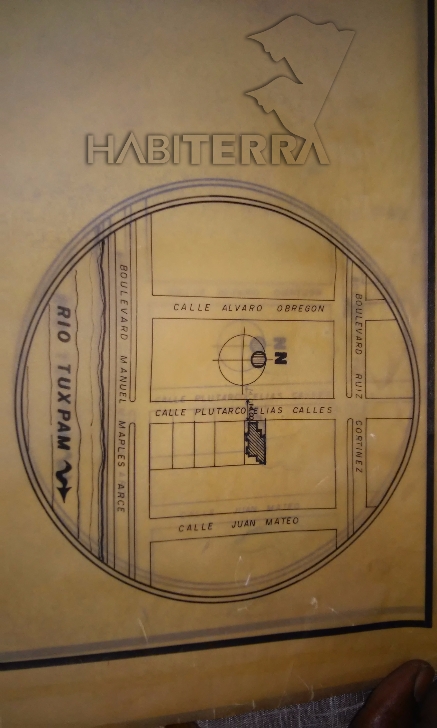 HABITERRA
CALLE ALVARO OBREGON
BOULEVARD MANUEL MAPLES ARCE
BOULEVARD RUIZ CORTINEZ
RIO TUXPAM
N
CALLE PLUTARCO ELIAS CALLES
CALLE JUAN MATEO